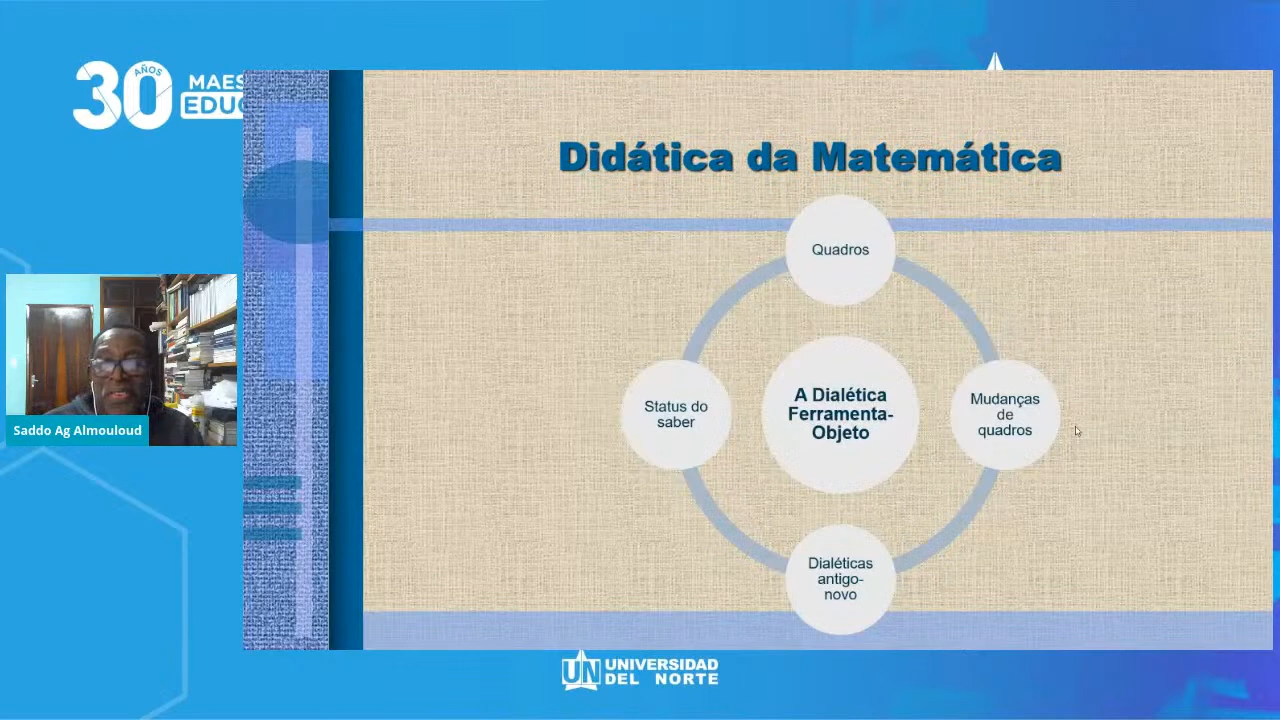 30
AÑOS
MAES
EDUC
Didática da Matemática
Quadros
Status do
saber
A Dialética
Ferramenta-
Objeto
Mudanças
de
quadros
Dialéticas
antigo-
novo
Saddo Ag Almouloud
UN UNIVERSIDAD
DEL NORTE